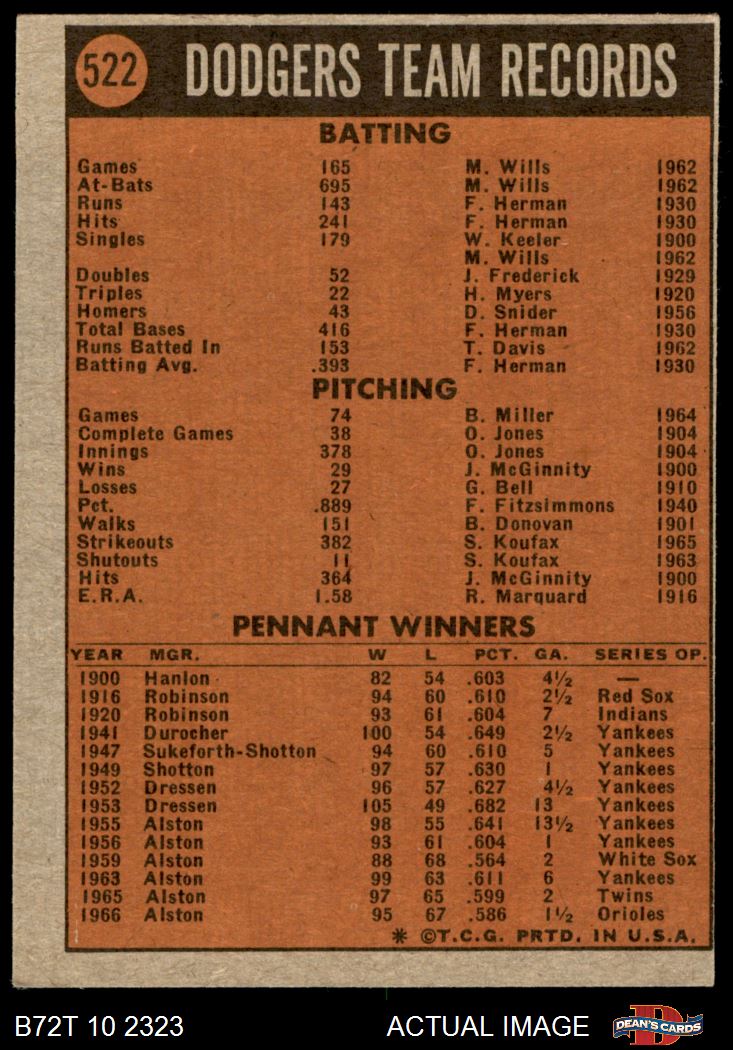 522 DODGERS TEAM RECORDS
BATTING
Games 165 M. Wills 1962
At-Bats 695 M. Wills 1962
Runs 143 F. Herman 1930
Hits 241 F. Herman 1930
Singles 179 W. Keeler 1900
M. Wills 1962
Doubles 52 J. Frederick 1929
Triples 22 H. Myers 1920
Homers 43 D. Snider 1956
Total Bases 416 F. Herman 1930
Runs Batted In 153 T. Davis 1962
Batting Avg. .393 F. Herman 1930
PITCHING
Games 74 B. Miller 1964
Complete Games 38 O. Jones 1904
Innings 378 O. Jones 1904
Wins 29 J. McGinnity 1900
Losses 27 G. Bell 1910
Pct. .889 F. Fitzsimmons 1940
Walks 151 B. Donovan 1901
Strikeouts 382 S. Koufax 1965
Shutouts 11 S. Koufax 1963
Hits 364 J. McGinnity 1900
E.R.A. 1.58 R. Marquard 1916
PENNANT WINNERS
YEAR MGR. W L PCT. GA. SERIES OP.
1900 Hanlon 82 54 .603 4½ —
1916 Robinson 94 60 .610 2½ Red Sox
1920 Robinson 93 61 .604 7 Indians
1941 Durocher 100 54 .649 2½ Yankees
1947 Sukeforth-Shotton 94 60 .610 5 Yankees
1949 Shotton 97 57 .630 1 Yankees
1952 Dressen 96 57 .627 4½ Yankees
1953 Dressen 105 49 .682 13 Yankees
1955 Alston 98 55 .641 13½ Yankees
1956 Alston 93 61 .604 1 Yankees
1959 Alston 88 68 .564 2 White Sox
1963 Alston 99 63 .611 6 Yankees
1965 Alston 97 65 .599 2 Twins
1966 Alston 95 67 .586 1½ Orioles
* ©T.C.G. PRTD. IN U.S.A.
B72T 10 2323 ACTUAL IMAGE DEAN'S CARDS